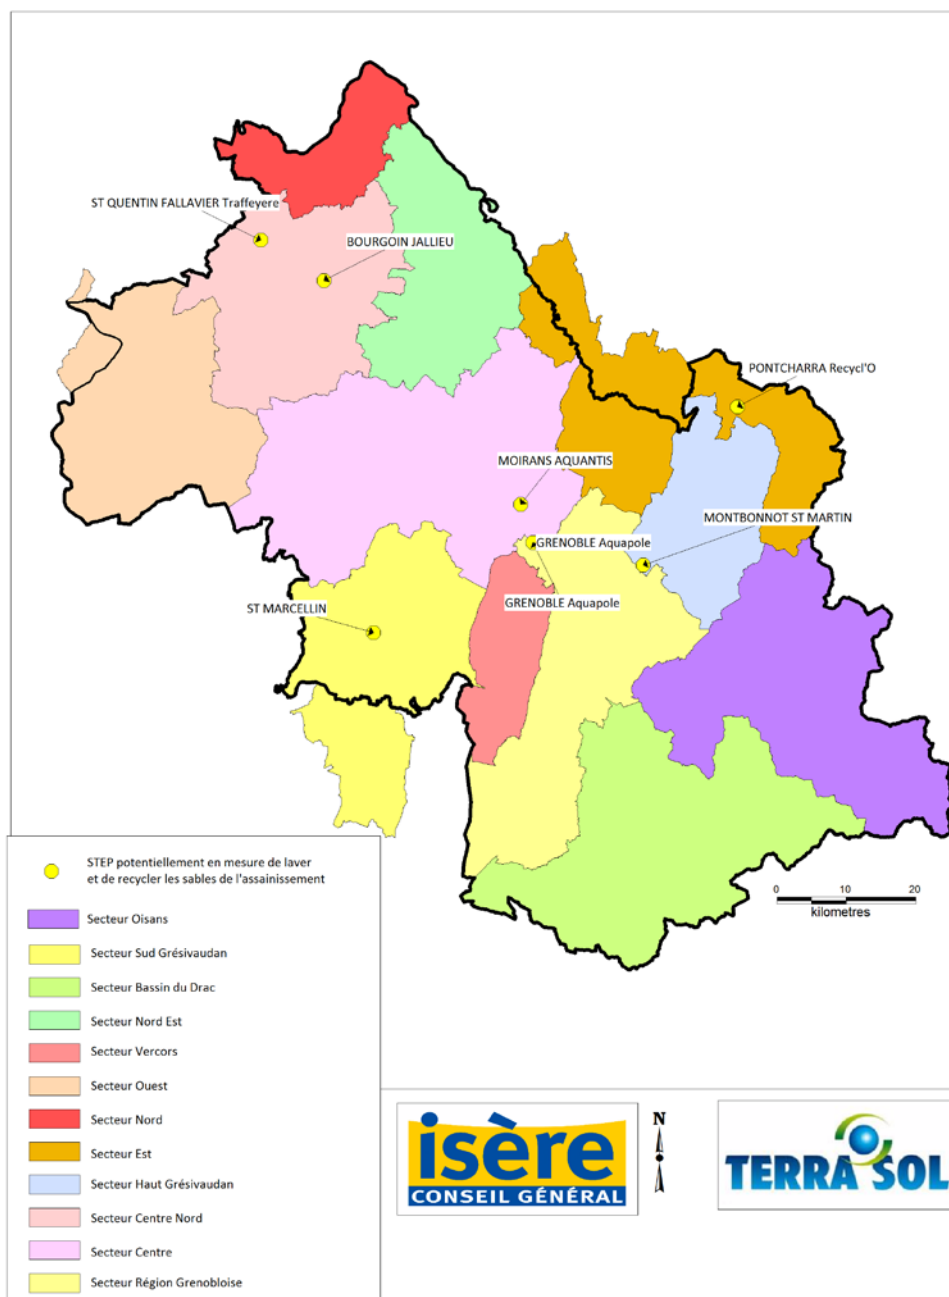 ST QUENTIN FALLAVIER Traffeyere
BOURGOIN JALLIEU
PONTCHARRA Recycl'O
MOIRANS AQUANTIS
MONTBONNOT ST MARTIN
GRENOBLE Aquapole
GRENOBLE Aquapole
ST MARCELLIN
0 10 20
kilometres
STEP potentiellement en mesure de laver
et de recycler les sables de l'assainissement
Secteur Oisans
Secteur Sud Grésivaudan
Secteur Bassin du Drac
Secteur Nord Est
Secteur Vercors
Secteur Ouest
Secteur Nord
Secteur Est
Secteur Haut Grésivaudan
Secteur Centre Nord
Secteur Centre
Secteur Région Grenobloise
isère
CONSEIL GÉNÉRAL
N
TERRA SOL